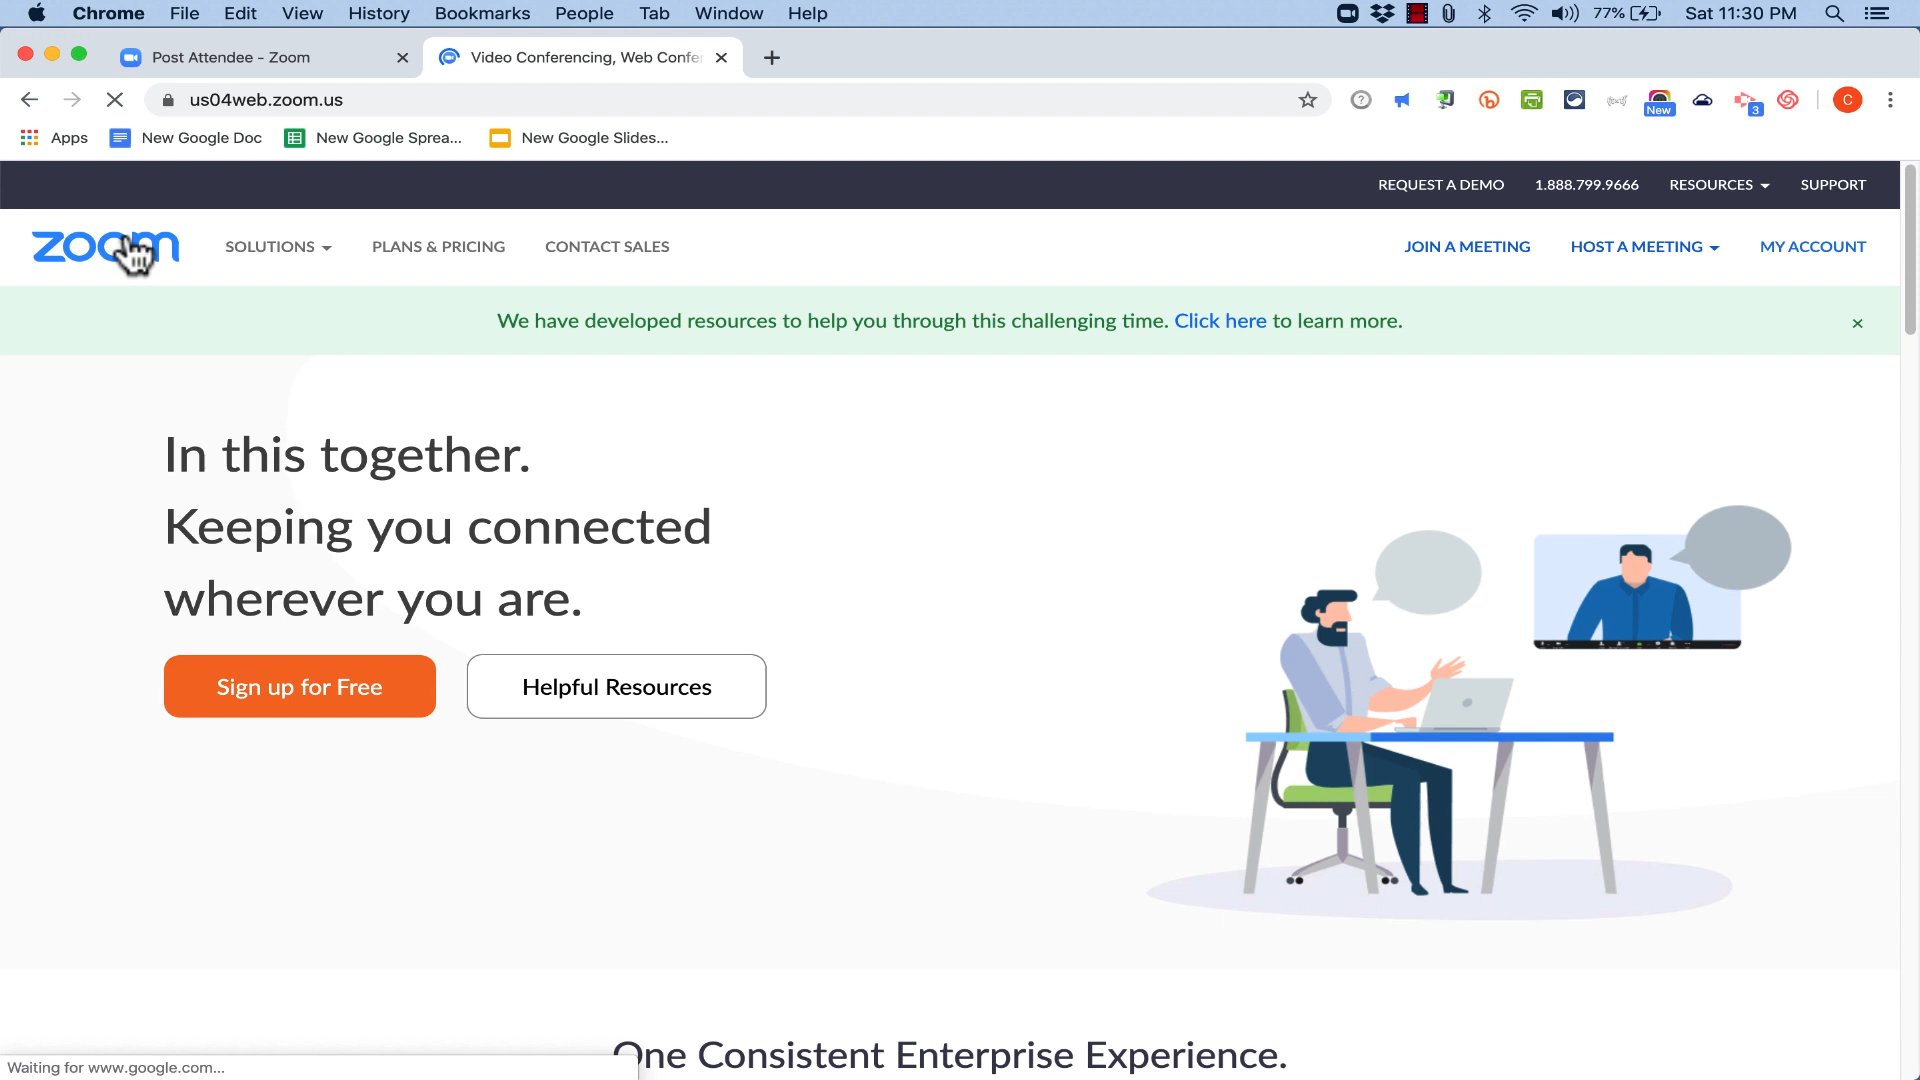 Chrome File Edit View History Bookmarks People Tab Window Help 77% Sat 11:30 PM
Post Attendee - Zoom Video Conferencing, Web Confe
us04web.zoom.us New 3 C
Apps New Google Doc New Google Sprea... New Google Slides...
REQUEST A DEMO 1.888.799.9666 RESOURCES SUPPORT
zoom SOLUTIONS PLANS & PRICING CONTACT SALES JOIN A MEETING HOST A MEETING MY ACCOUNT
We have developed resources to help you through this challenging time. Click here to learn more.
In this together.
Keeping you connected
wherever you are.
Sign up for Free Helpful Resources
One Consistent Enterprise Experience.
Waiting for www.google.com...